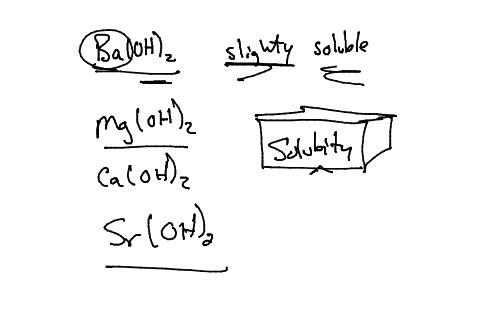 Ba(OH)₂ slighty soluble
Mg(OH)₂
Solubity
Ca(OH)₂
Sr(OH)₂